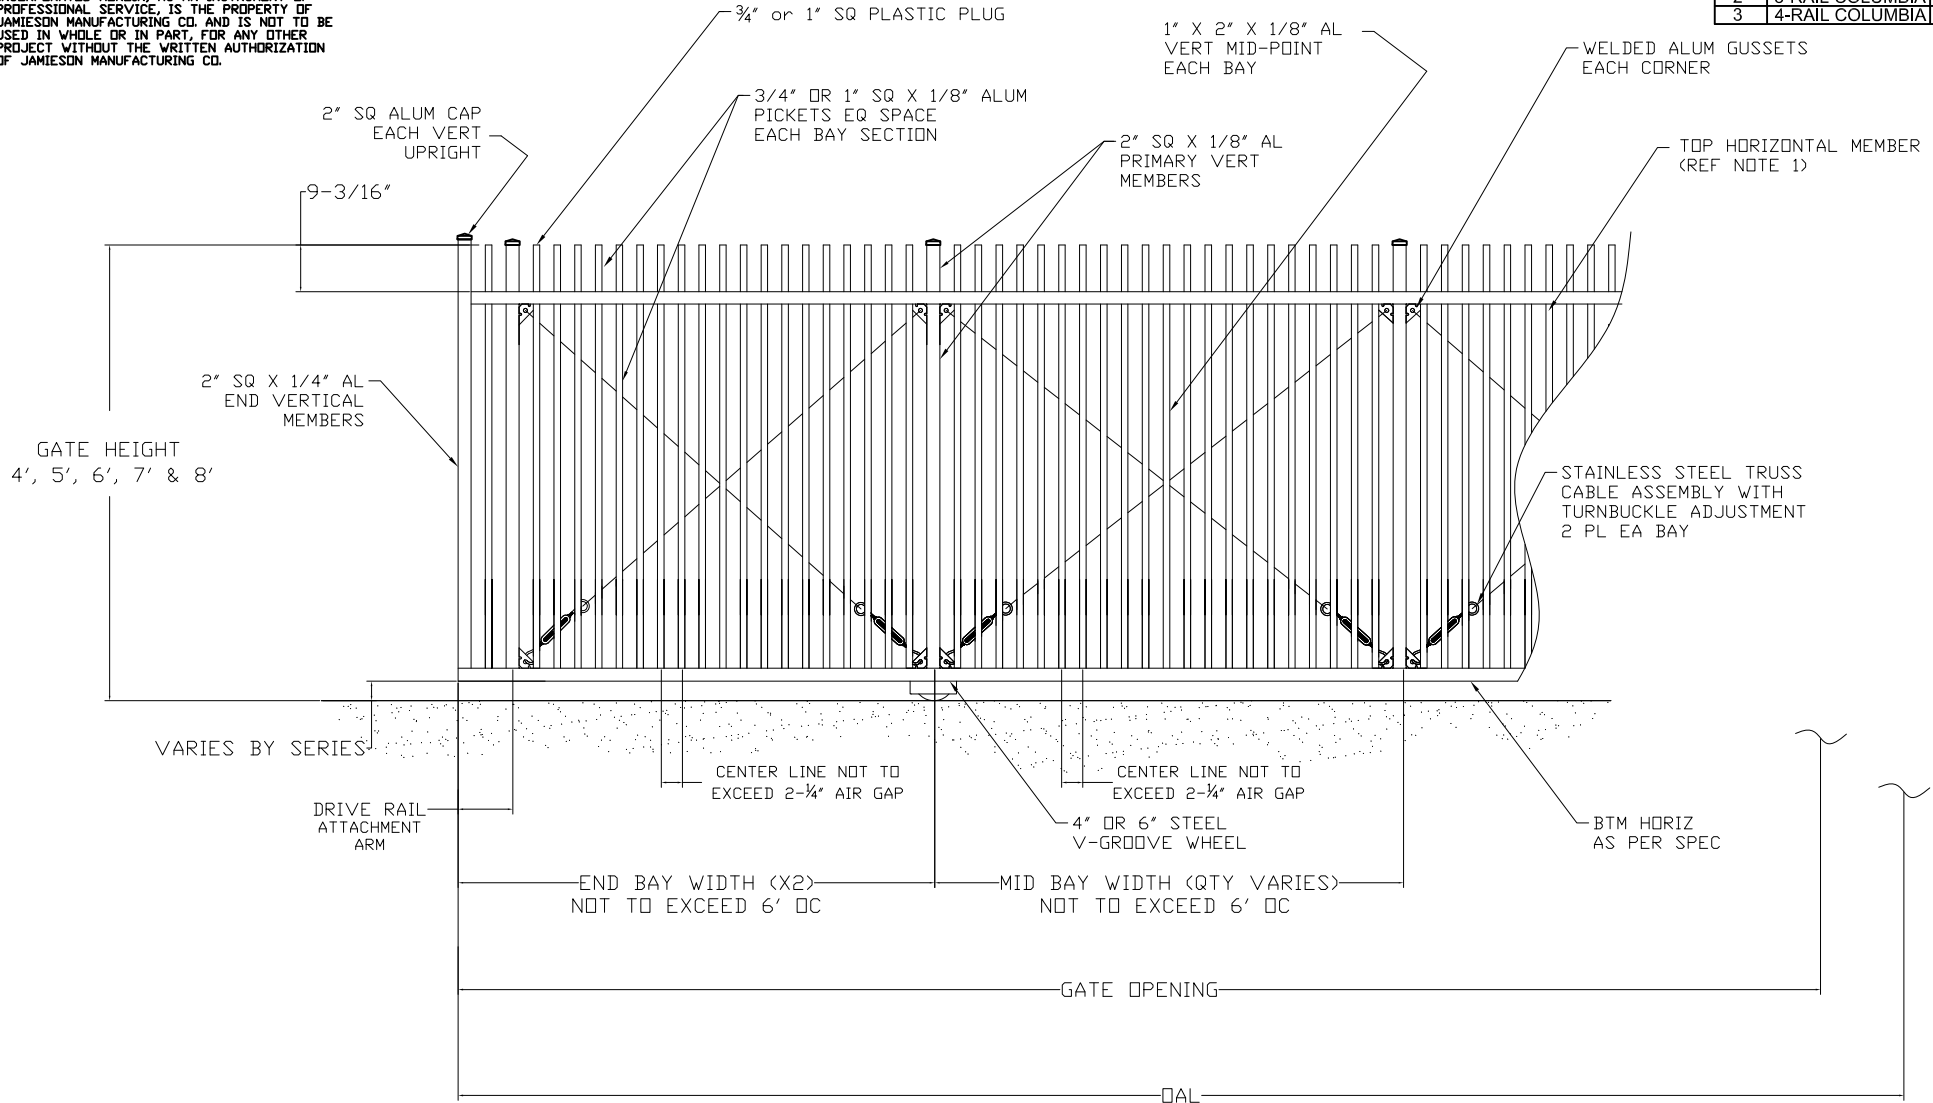 PROFESSIONAL SERVICE, IS THE PROPERTY OF
JAMIESON MANUFACTURING CO. AND IS NOT TO BE
USED IN WHOLE OR IN PART, FOR ANY OTHER
PROJECT WITHOUT THE WRITTEN AUTHORIZATION
OF JAMIESON MANUFACTURING CO.
3 4-RAIL COLUMBIA
¾" or 1" SQ PLASTIC PLUG
1" X 2" X 1/8" AL
VERT MID-POINT
EACH BAY
WELDED ALUM GUSSETS
EACH CORNER
2" SQ ALUM CAP
EACH VERT
UPRIGHT
3/4" OR 1" SQ X 1/8" ALUM
PICKETS EQ SPACE
EACH BAY SECTION
2" SQ X 1/8" AL
PRIMARY VERT
MEMBERS
TOP HORIZONTAL MEMBER
(REF NOTE 1)
9-3/16"
2" SQ X 1/4" AL
END VERTICAL
MEMBERS
GATE HEIGHT
4', 5', 6', 7' & 8'
STAINLESS STEEL TRUSS
CABLE ASSEMBLY WITH
TURNBUCKLE ADJUSTMENT
2 PL EA BAY
VARIES BY SERIES
CENTER LINE NOT TO
EXCEED 2-¼" AIR GAP
CENTER LINE NOT TO
EXCEED 2-¼" AIR GAP
DRIVE RAIL
ATTACHMENT
ARM
4" OR 6" STEEL
V-GROOVE WHEEL
BTM HORIZ
AS PER SPEC
END BAY WIDTH (X2)
NOT TO EXCEED 6' OC
MID BAY WIDTH (QTY VARIES)
NOT TO EXCEED 6' OC
GATE OPENING
OAL